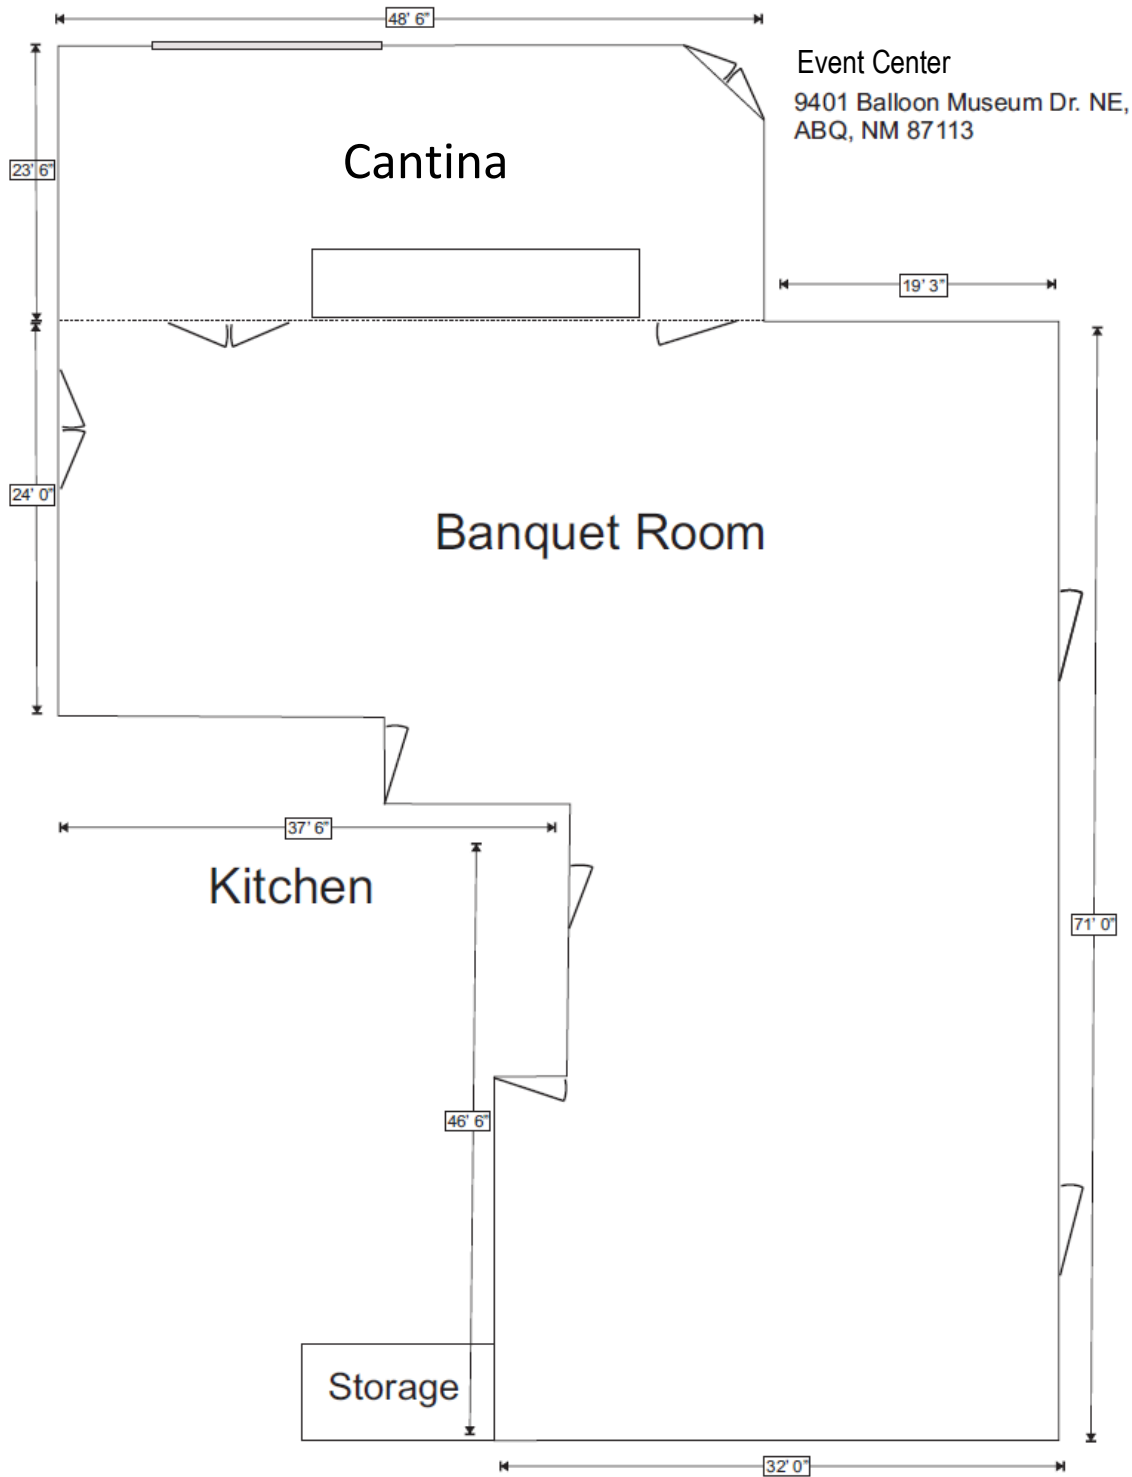 48' 6"
Event Center
9401 Balloon Museum Dr. NE,
ABQ, NM 87113
Cantina
23' 6"
19' 3"
24' 0"
Banquet Room
37' 6"
Kitchen
71' 0"
46' 6"
Storage
32' 0"